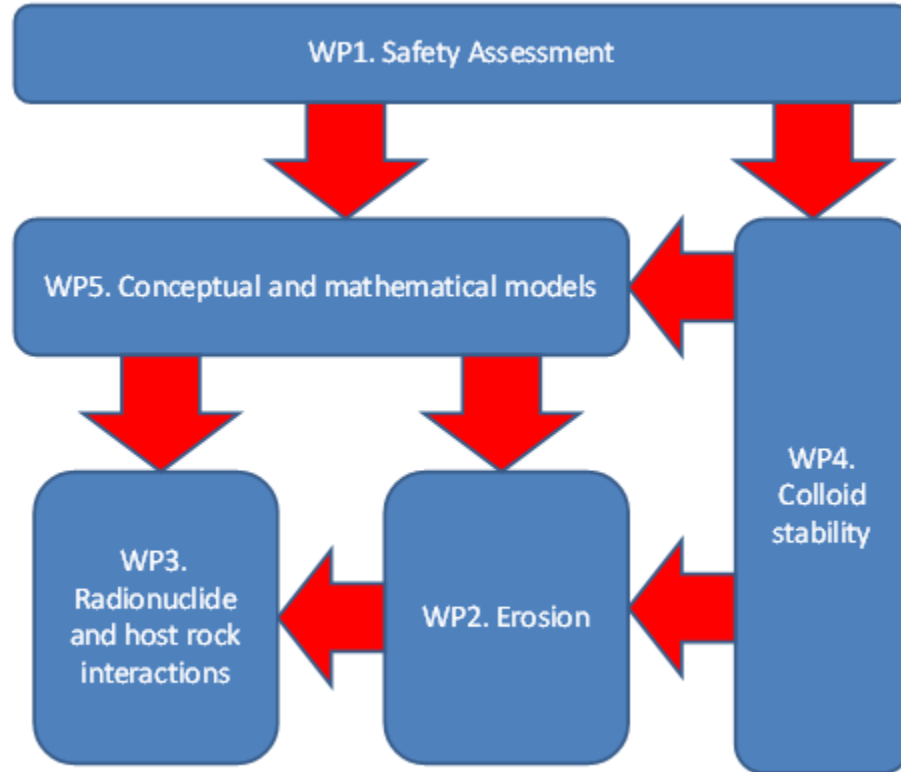 WP1. Safety Assessment
WP5. Conceptual and mathematical models
WP4.
Colloid
stability
WP3.
Radionuclide
and host rock
interactions
WP2. Erosion